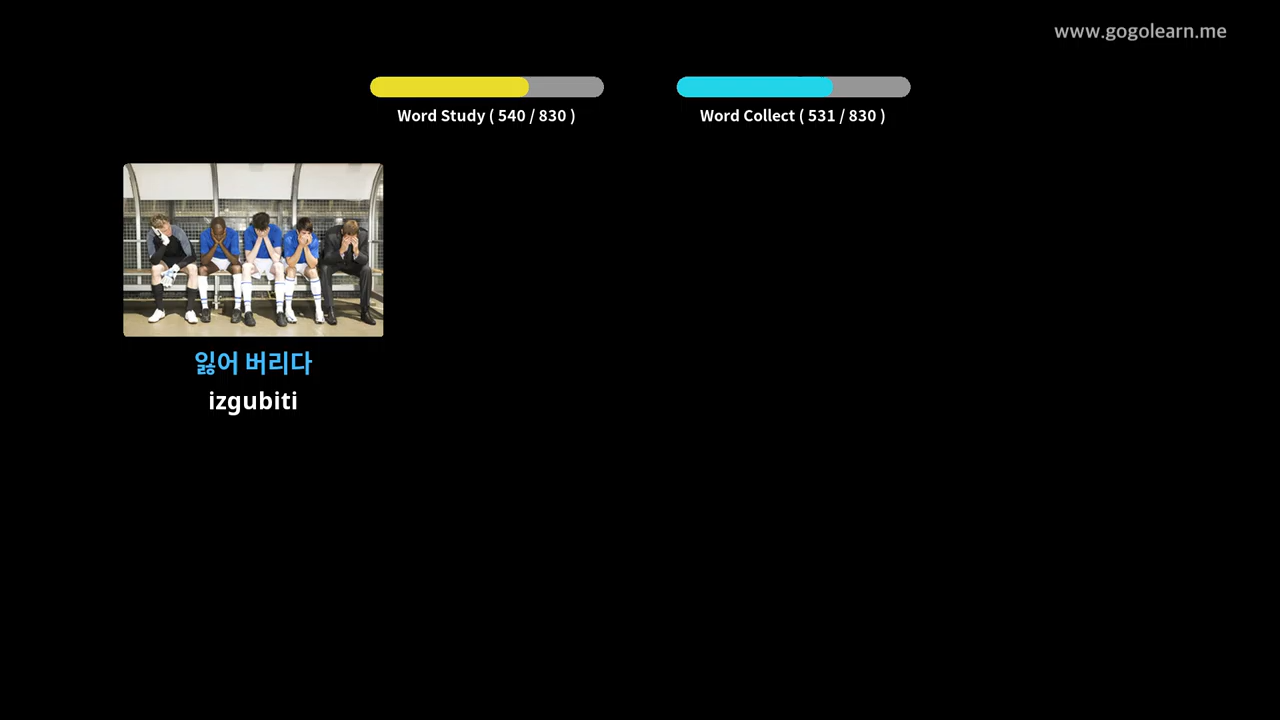 www.gogolearn.me
Word Study ( 540 / 830 )
Word Collect ( 531 / 830 )
잃어 버리다
izgubiti